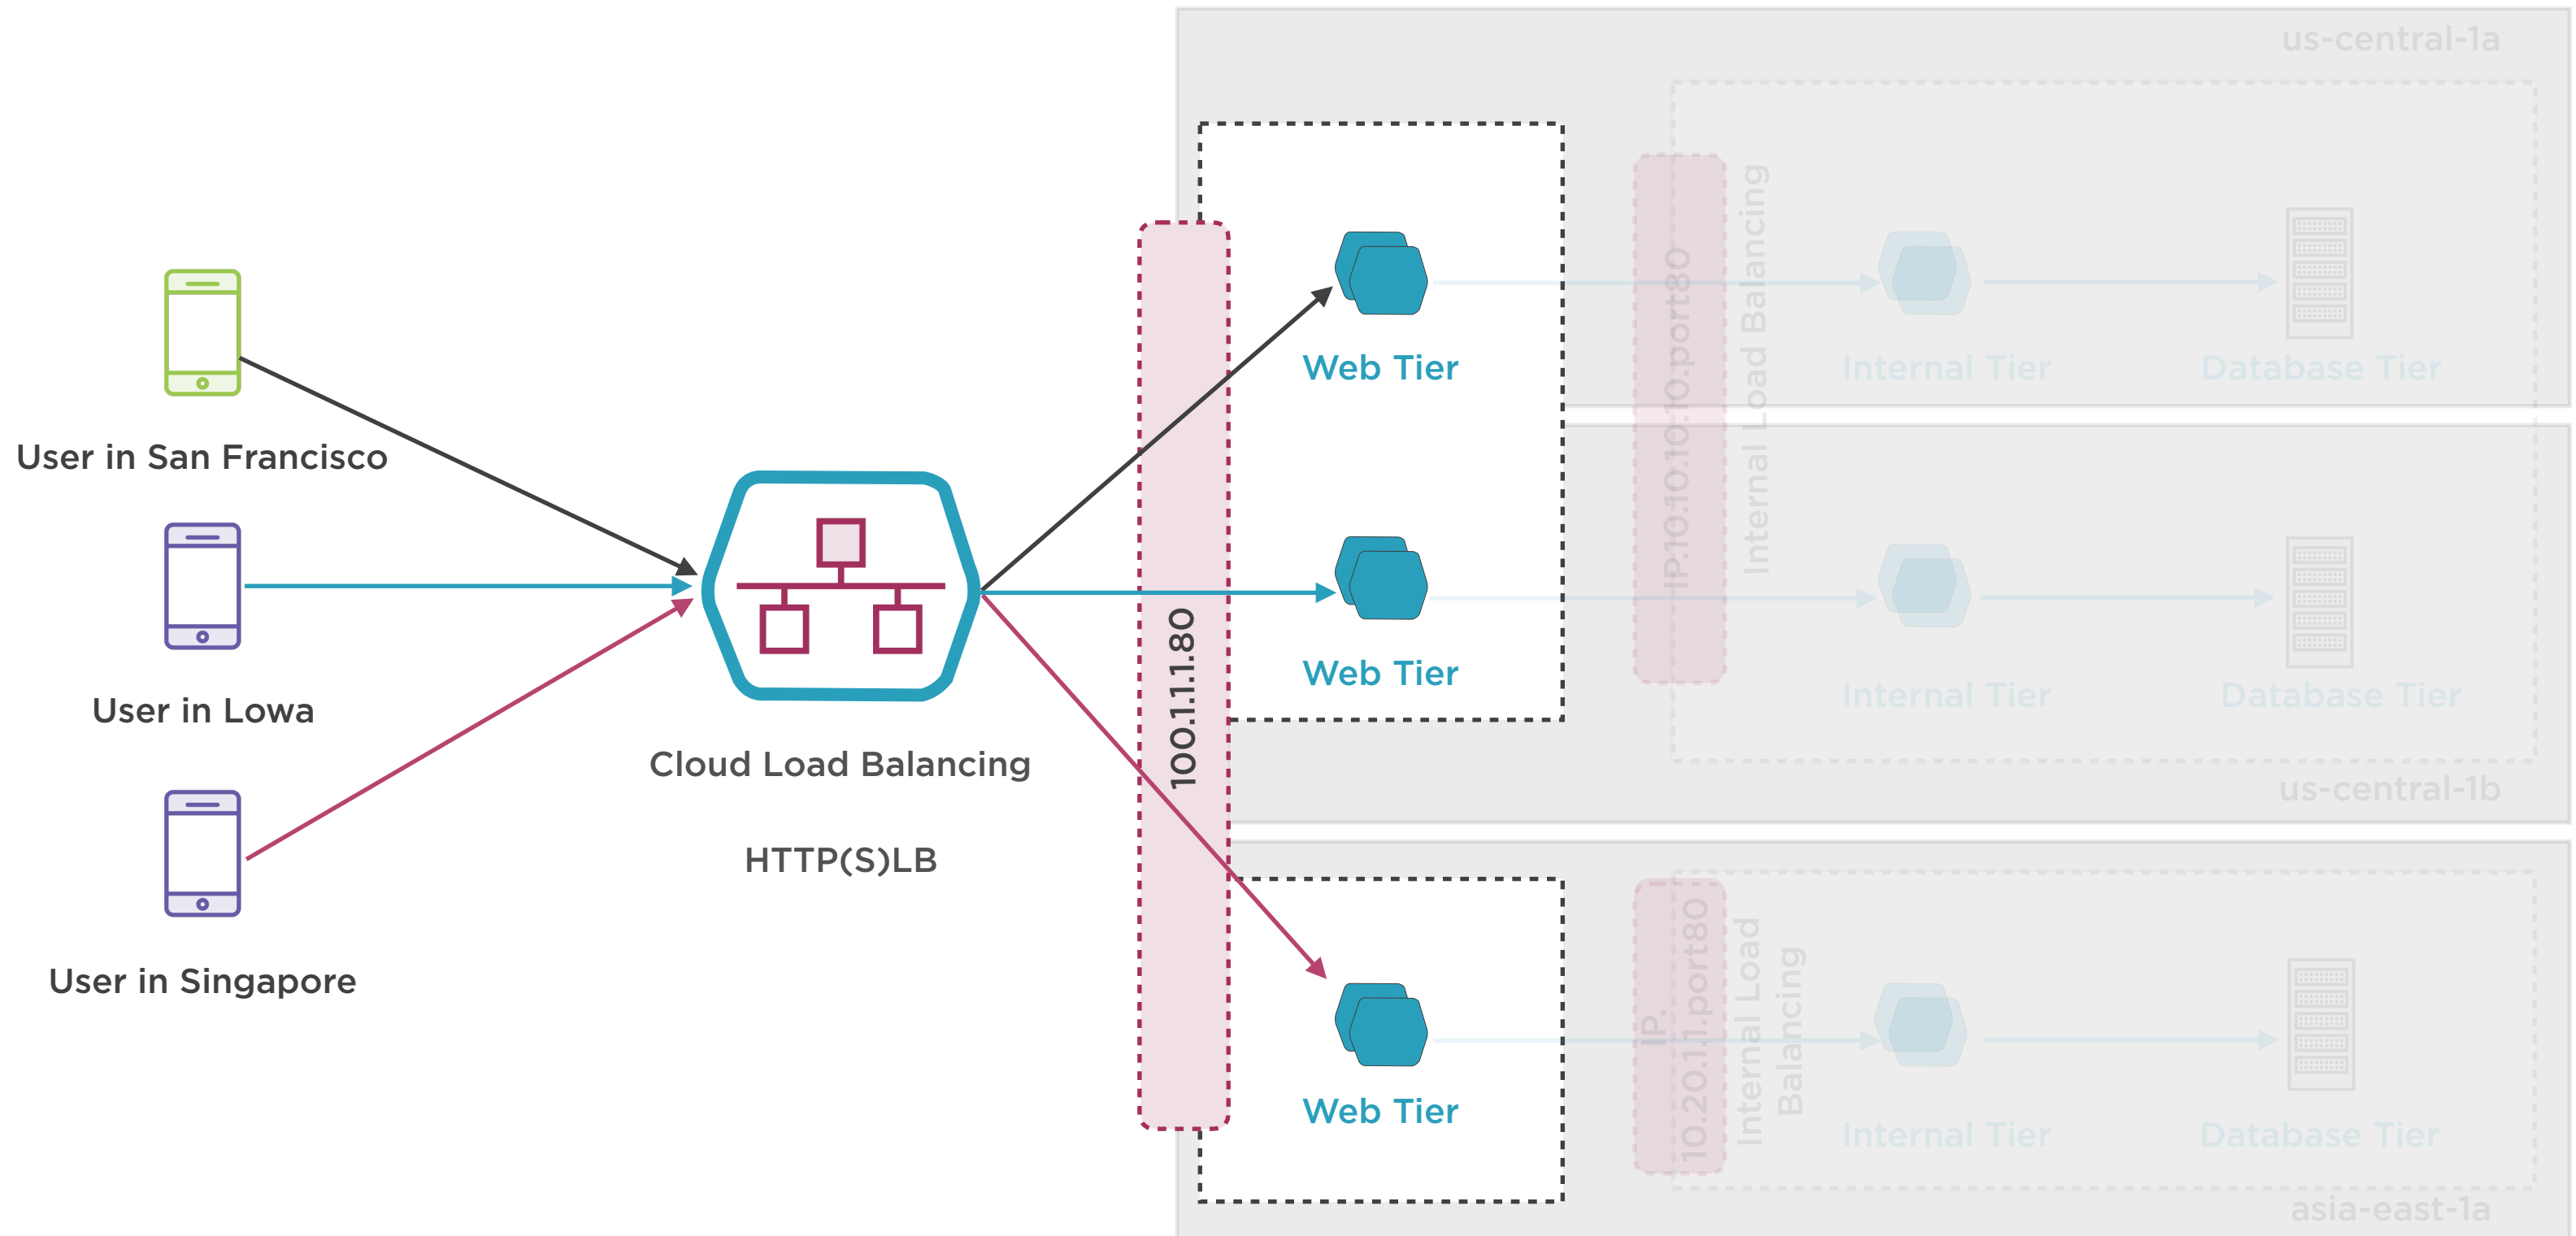 User in San Francisco
User in Lowa
User in Singapore
Cloud Load Balancing
HTTP(S)LB
100.1.1.11.80
us-central-1a
Web Tier
IP.10.10.10.10.port80
Internal Load Balancing
Internal Tier
Database Tier
Web Tier
Internal Tier
Database Tier
us-central-1b
Web Tier
IP.
10.20.1.11.port80
Internal Load
Balancing
Internal Tier
Database Tier
asia-east-1a